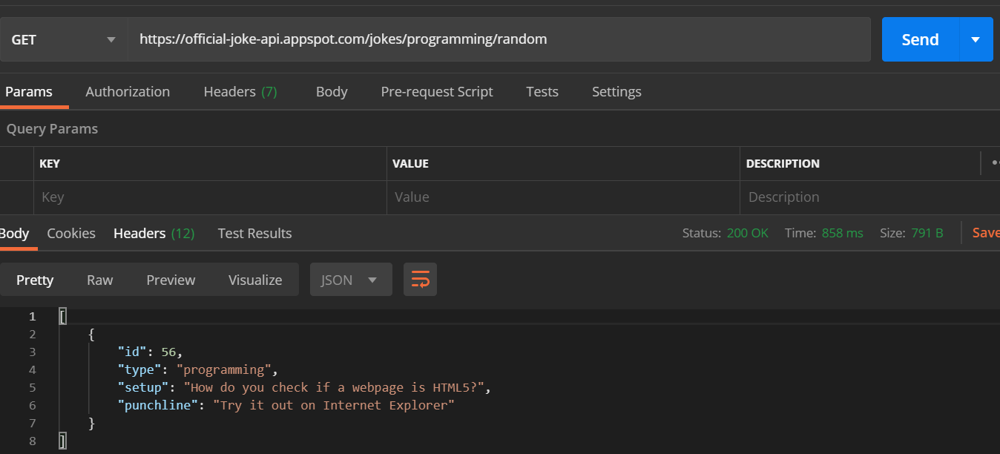 GET https://official-joke-api.appspot.com/jokes/programming/random Send
Params Authorization Headers (7) Body Pre-request Script Tests Settings
Query Params
KEY VALUE DESCRIPTION
Key Value Description
Body Cookies Headers (12) Test Results Status: 200 OK Time: 858 ms Size: 791 B Save
Pretty Raw Preview Visualize JSON
1 [
2 {
3 "id": 56,
4 "type": "programming",
5 "setup": "How do you check if a webpage is HTML5?",
6 "punchline": "Try it out on Internet Explorer"
7 }
8 ]